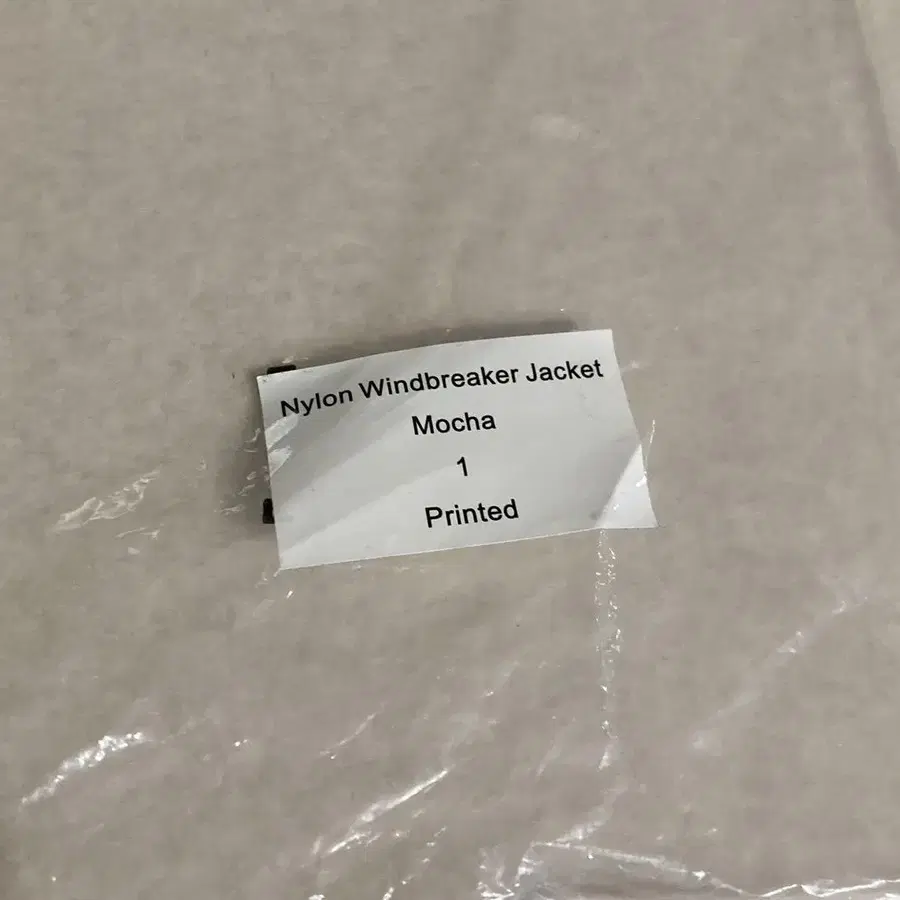 Nylon Windbreaker Jacket
Mocha
1
Printed